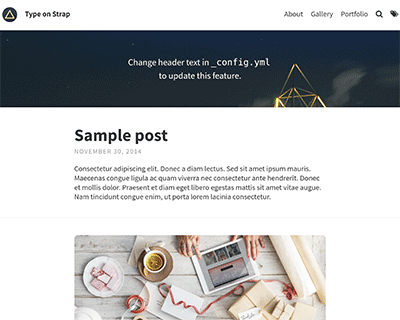 Type on Strap
About Gallery Portfolio
Change header text in _config.yml
to update this feature.
Sample post
NOVEMBER 30, 2014
Consectetur adipiscing elit. Donec a diam lectus. Sed sit amet ipsum mauris.
Maecenas congue ligula ac quam viverra nec consectetur ante hendrerit. Donec
et mollis dolor. Praesent et diam eget libero egestas mattis sit amet vitae augue.
Nam tincidunt congue enim, ut porta lorem lacinia consectetur.